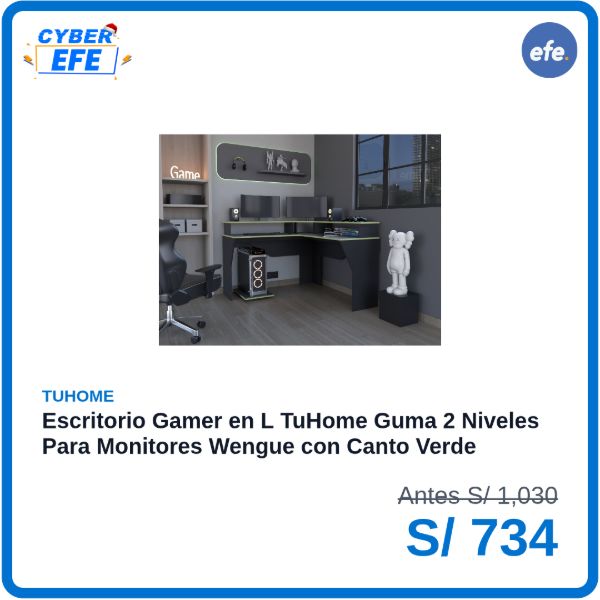 CYBER
EFE
efe.
Game
TUHOME
Escritorio Gamer en L TuHome Guma 2 Niveles
Para Monitores Wengue con Canto Verde
Antes S/ 1,030
S/ 734